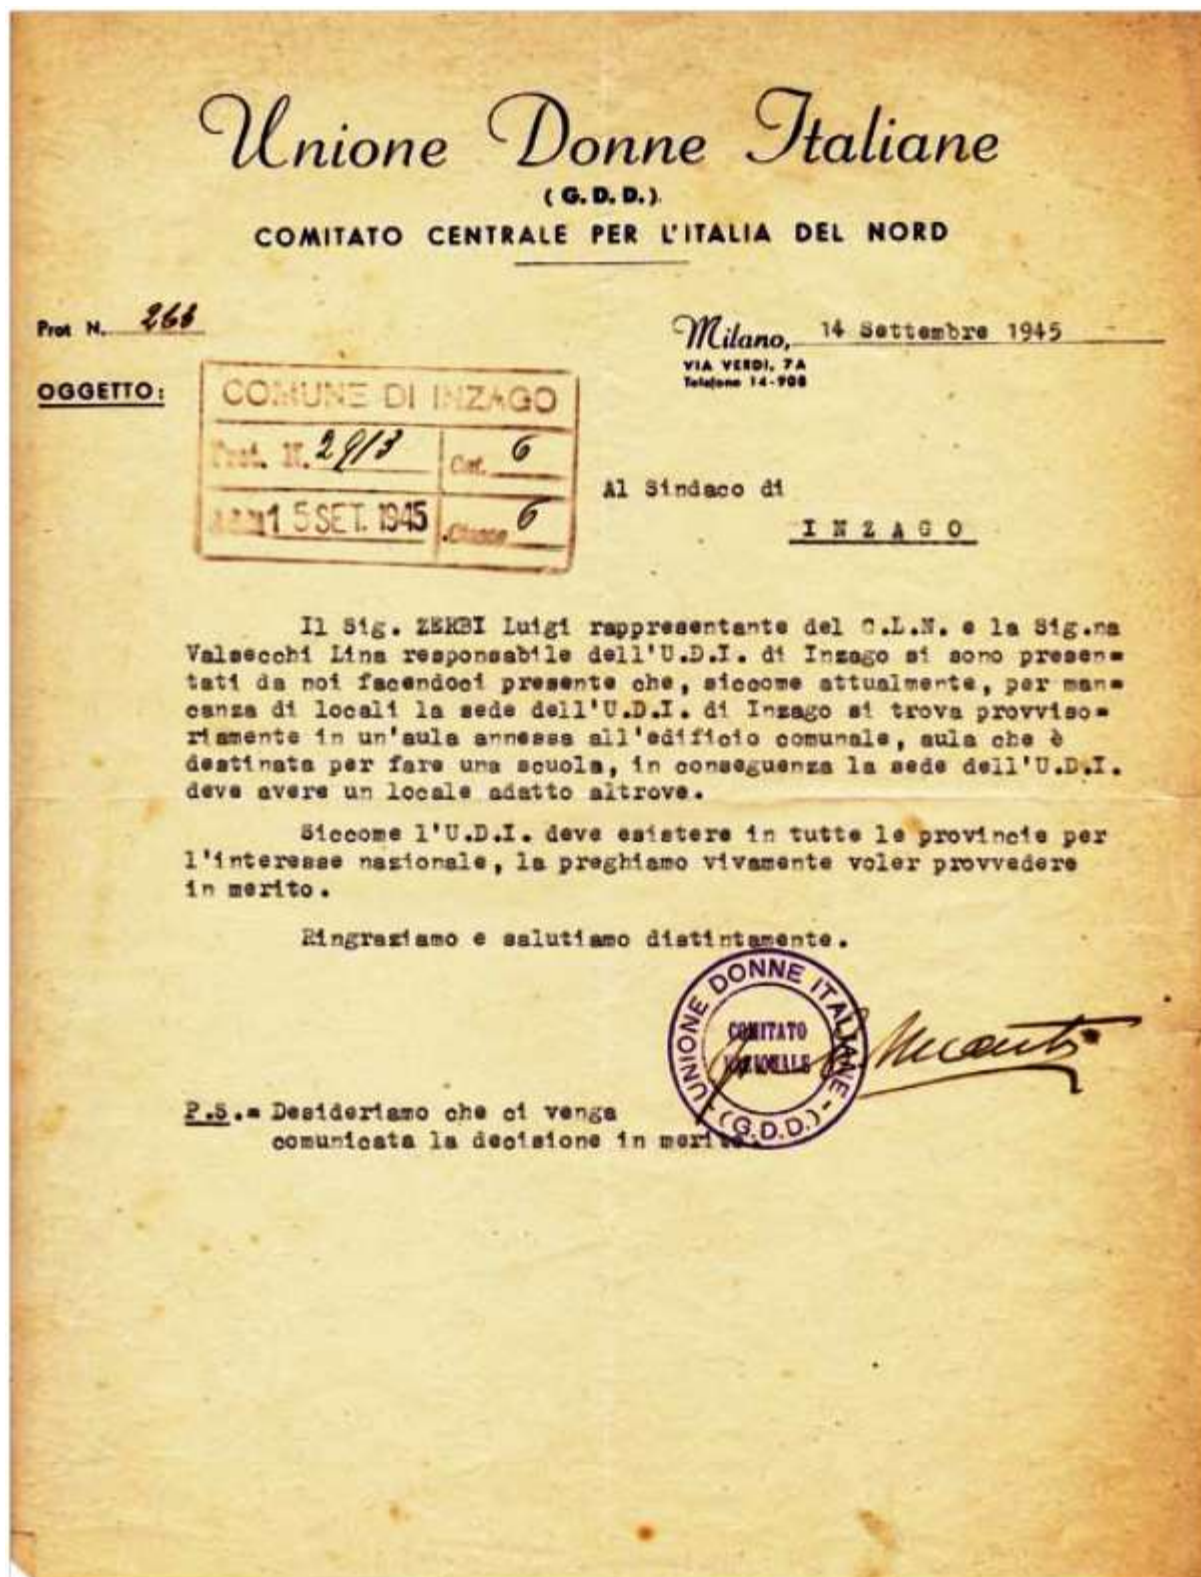 Unione Donne Italiane
(G.D.D.)
COMITATO CENTRALE PER L'ITALIA DEL NORD
Prot N. 268
Milano, 14 Settembre 1945
VIA VERDI, 7A
Telefono 14-908
OGGETTO:
COMUNE DI INZAGO
Prot. N. 2913 Cat. 6
15 SET. 1945 Classe 6
Al Sindaco di
INZAGO
Il Sig. ZERBI Luigi rappresentante del C.L.N. e la Sig.na
Valsecchi Lina responsabile dell'U.D.I. di Inzago si sono presen=
tati da noi facendoci presente che, siccome attualmente, per man=
canza di locali la sede dell'U.D.I. di Inzago si trova provviso=
riamente in un'aula annessa all'edificio comunale, aula che è
destinata per fare una scuola, in conseguenza la sede dell'U.D.I.
deve avere un locale adatto altrove.
Siccome l'U.D.I. deve esistere in tutte le provincie per
l'interesse nazionale, la preghiamo vivamente voler provvedere
in merito.
Ringraziamo e salutiamo distintamente.
UNIONE DONNE ITALIANE
COMITATO
NAZIONALE
(G.D.D.)
P.S.= Desideriamo che ci venga
comunicata la decisione in merito.